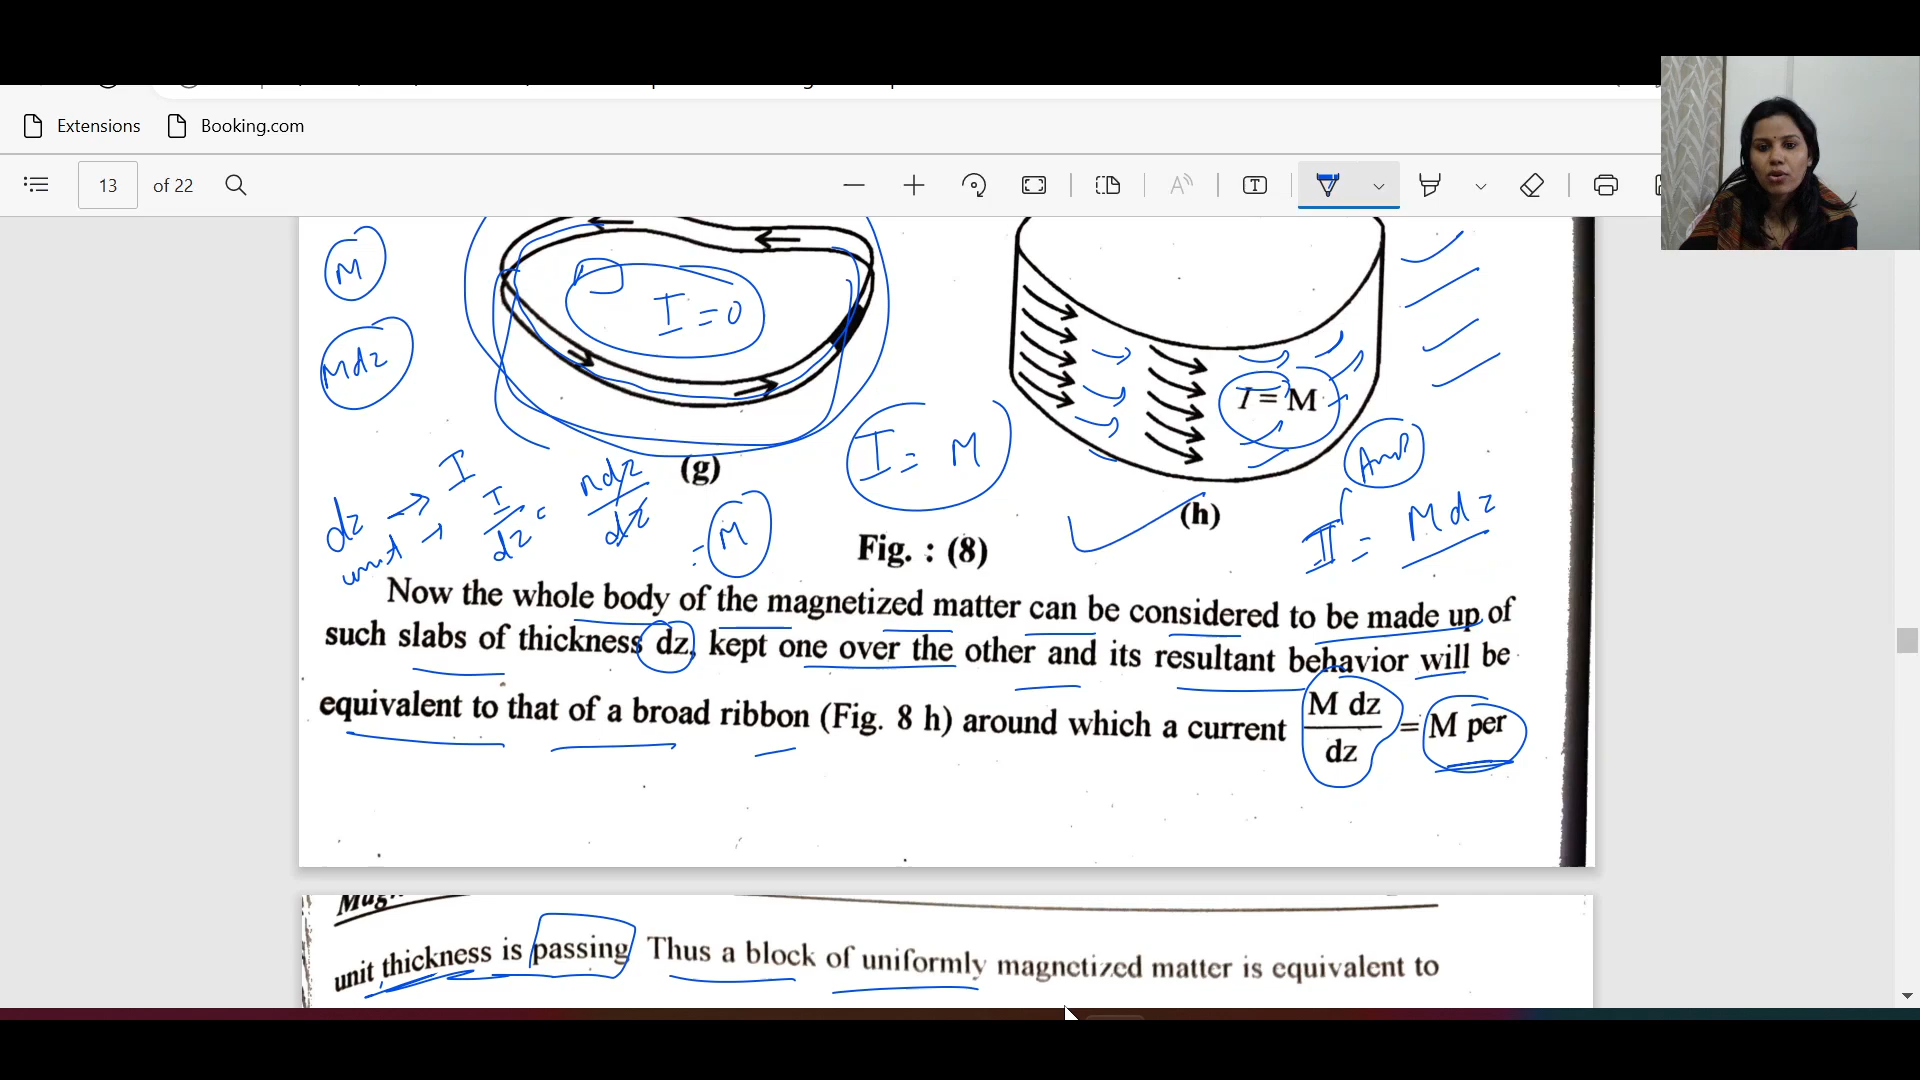 Extensions Booking.com
13 of 22
M
Mdz
I = 0
I = M
I = M
Amp
(g)
(h)
dz → I
unit → I/dz = ndz/dz = M
I = Mdz
Fig. : (8)
Now the whole body of the magnetized matter can be considered to be made up of
such slabs of thickness dz, kept one over the other and its resultant behavior will be
equivalent to that of a broad ribbon (Fig. 8 h) around which a current M dz / dz = M per
unit thickness is passing Thus a block of uniformly magnetized matter is equivalent to